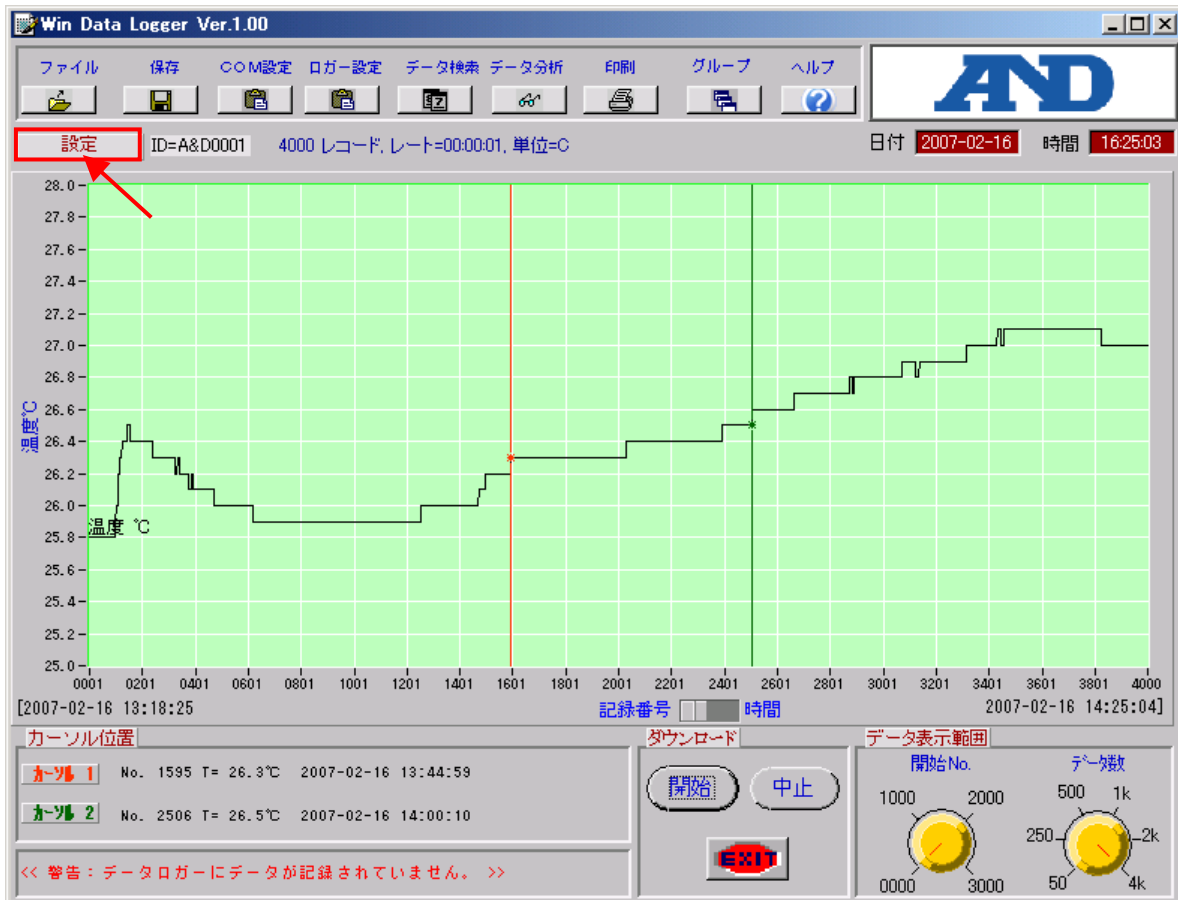 Win Data Logger Ver.1.00
ファイル 保存 COM設定 ロガー設定 データ検索 データ分析 印刷 グループ ヘルプ
AND
設定 ID=A&D0001 4000 レコード, レート=00:00:01, 単位=C 日付 2007-02-16 時間 16:25:03
28.0
27.8
27.6
27.4
27.2
27.0
26.8
26.6
26.4
26.2
26.0
25.8
25.6
25.4
25.2
25.0
温度℃
温度 ℃
0001 0201 0401 0601 0801 1001 1201 1401 1601 1801 2001 2201 2401 2601 2801 3001 3201 3401 3601 3801 4000
[2007-02-16 13:18:25 記録番号 時間 2007-02-16 14:25:04]
カーソル位置
カーソル 1 No. 1595 T= 26.3℃ 2007-02-16 13:44:59
カーソル 2 No. 2506 T= 26.5℃ 2007-02-16 14:00:10
<< 警告：データロガーにデータが記録されていません。 >>
ダウンロード
開始 中止
EXIT
データ表示範囲
開始No. データ数
1000 2000 500 1k
250 2k
0000 3000 50 4k